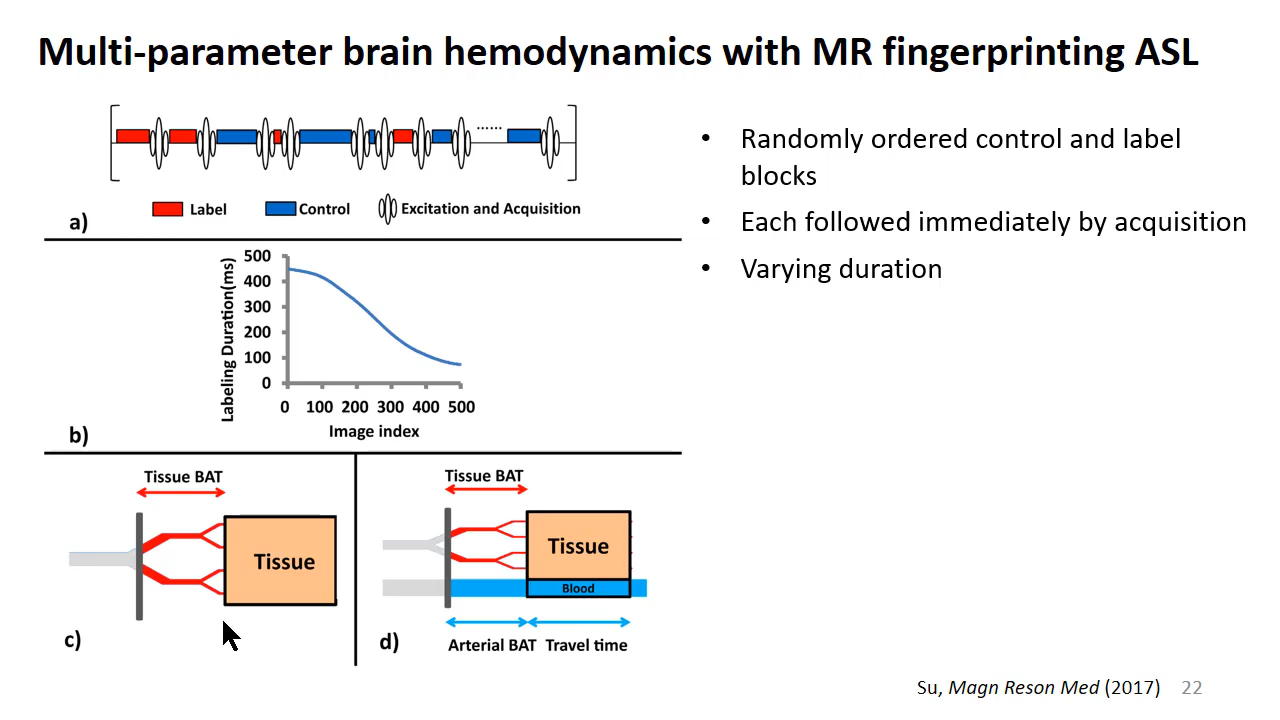 Multi-parameter brain hemodynamics with MR fingerprinting ASL
Label
Control
Excitation and Acquisition
a)
500
400
300
200
100
0
Labeling Duration(ms)
0 100 200 300 400 500
Image index
b)
Tissue BAT
Tissue
c)
Tissue BAT
Tissue
Blood
Arterial BAT
Travel time
d)
• Randomly ordered control and label
blocks
• Each followed immediately by acquisition
• Varying duration
Su, Magn Reson Med (2017)
22